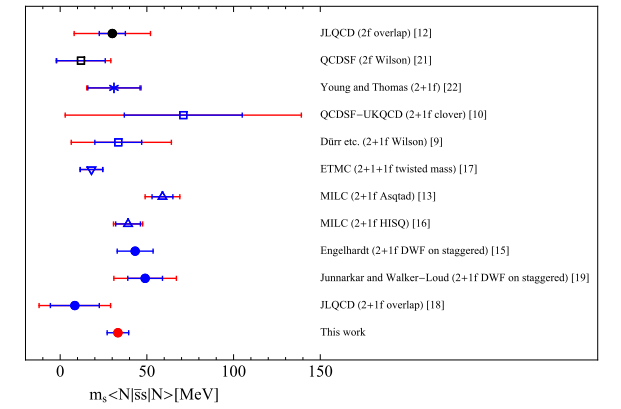 JLQCD (2f overlap) [12]
QCDSF (2f Wilson) [21]
Young and Thomas (2+1f) [22]
QCDSF−UKQCD (2+1f clover) [10]
Dürr etc. (2+1f Wilson) [9]
ETMC (2+1+1f twisted mass) [17]
MILC (2+1f Asqtad) [13]
MILC (2+1f HISQ) [16]
Engelhardt (2+1f DWF on staggered) [15]
Junnarkar and Walker−Loud (2+1f DWF on staggered) [19]
JLQCD (2+1f overlap) [18]
This work
0 50 100 150
mₛ<N|s̅s|N>[MeV]